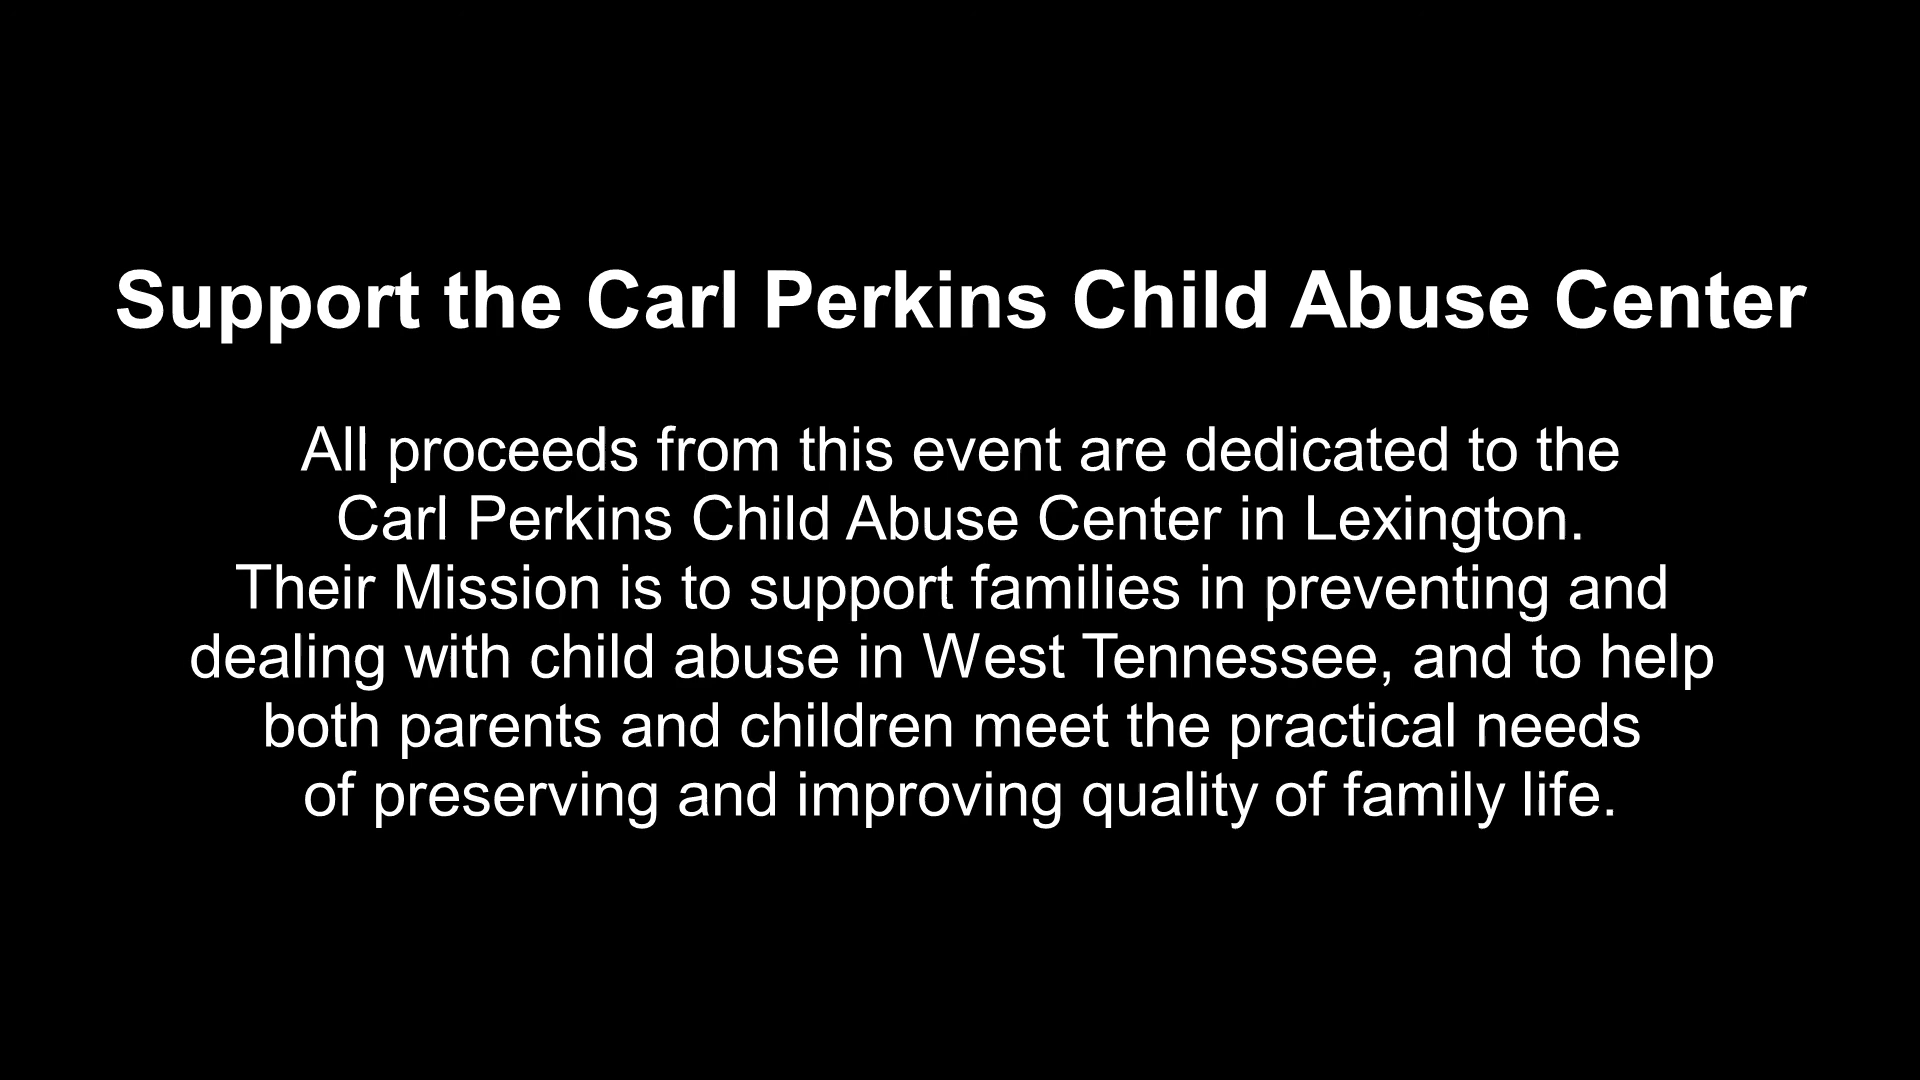 Support the Carl Perkins Child Abuse Center
All proceeds from this event are dedicated to the
Carl Perkins Child Abuse Center in Lexington.
Their Mission is to support families in preventing and
dealing with child abuse in West Tennessee, and to help
both parents and children meet the practical needs
of preserving and improving quality of family life.